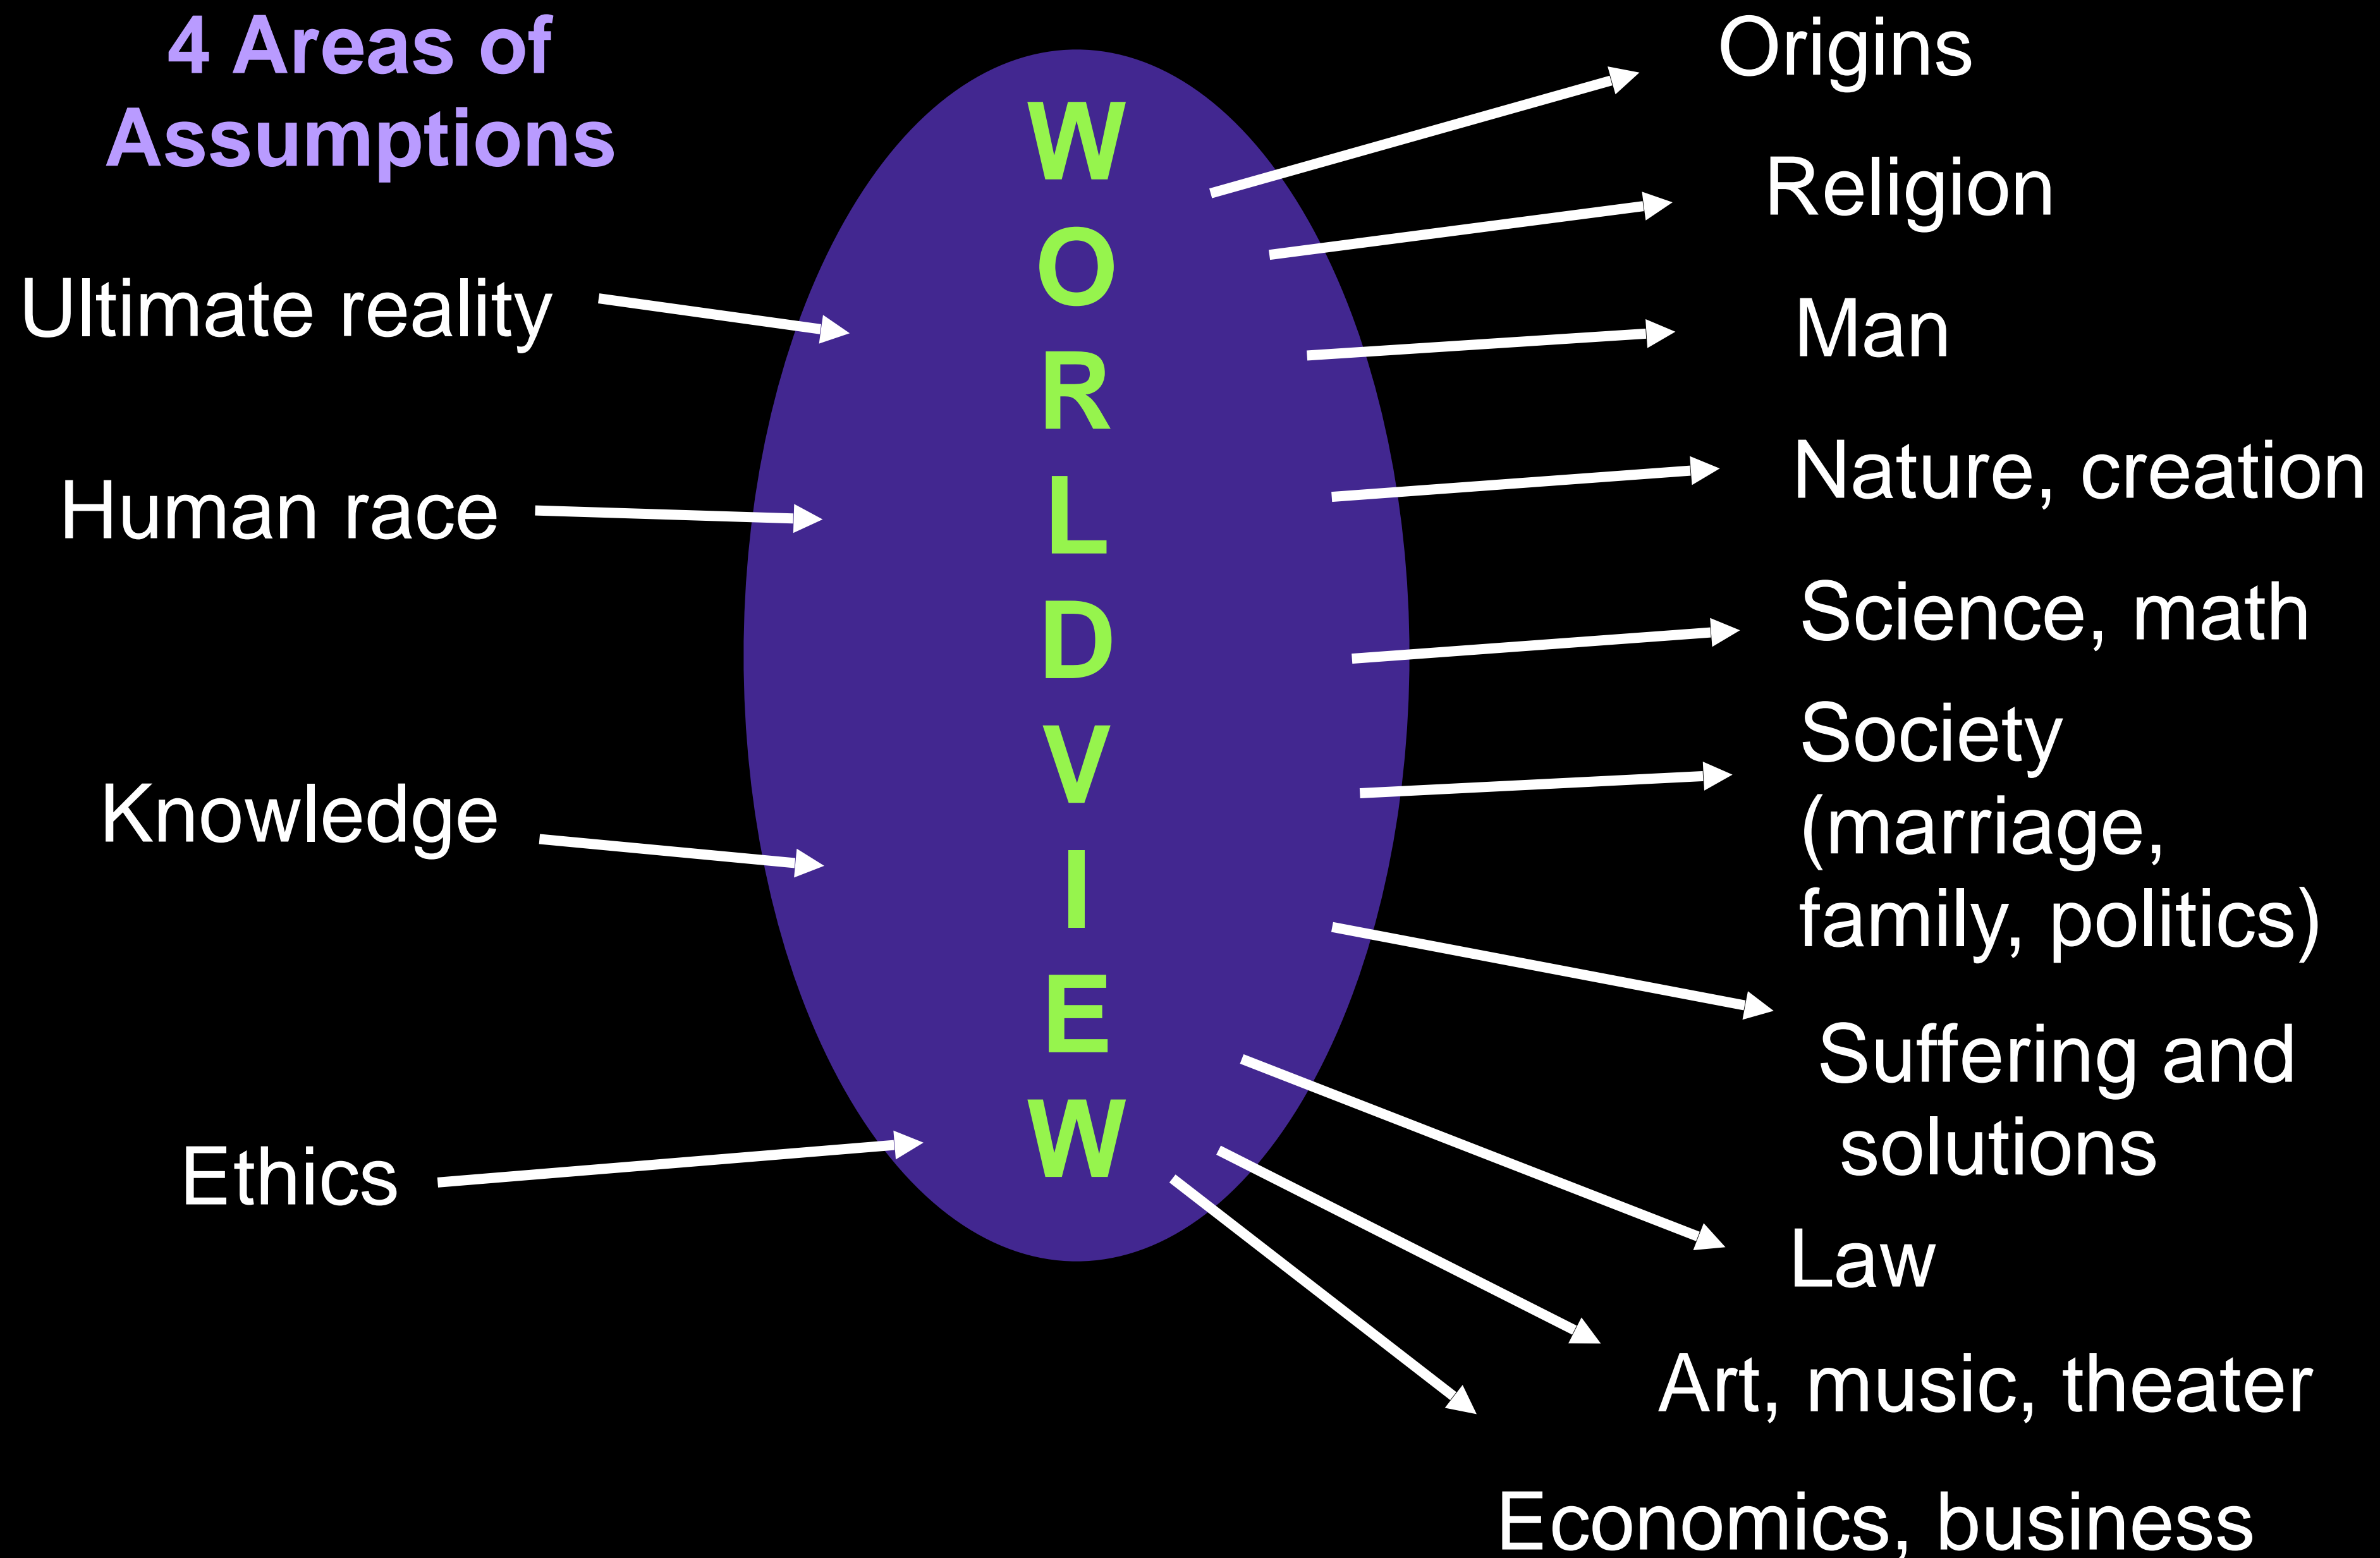 4 Areas of
Assumptions
Ultimate reality
Human race
Knowledge
Ethics
W
O
R
L
D
V
I
E
W
Origins
Religion
Man
Nature, creation
Science, math
Society
(marriage,
family, politics)
Suffering and
solutions
Law
Art, music, theater
Economics, business